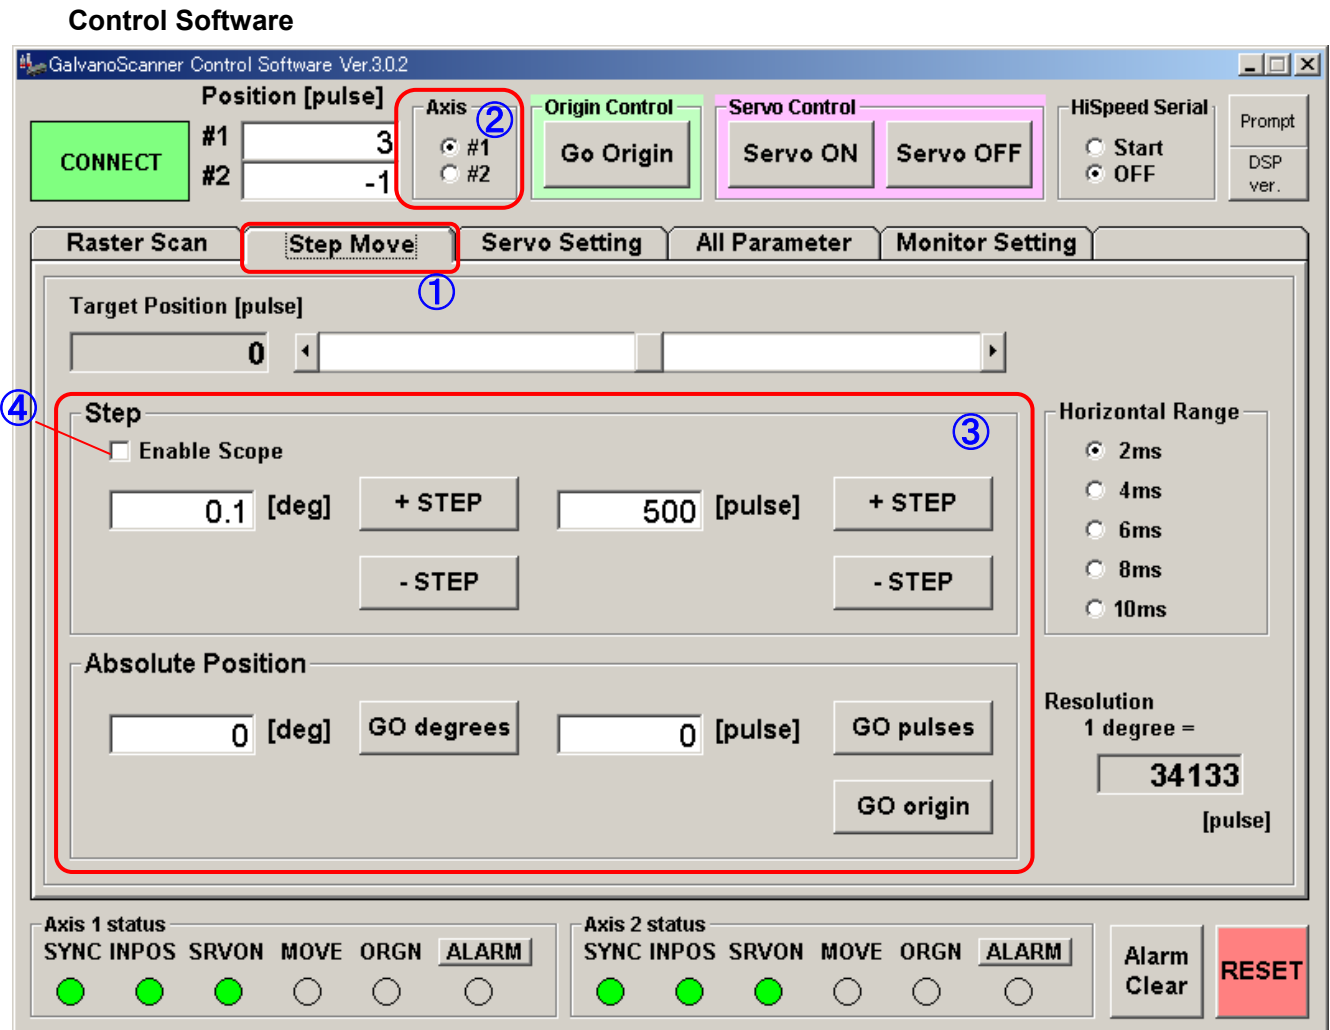 Control Software
GalvanoScanner Control Software Ver.3.0.2
Position [pulse]
#1 3
#2 -1
CONNECT
Axis ②
#1
#2
Origin Control
Go Origin
Servo Control
Servo ON Servo OFF
HiSpeed Serial
Start
OFF
Prompt
DSP
ver.
Raster Scan Step Move Servo Setting All Parameter Monitor Setting
①
Target Position [pulse]
0
④
Step
③
Enable Scope
0.1 [deg] + STEP 500 [pulse] + STEP
- STEP - STEP
Horizontal Range
2ms
4ms
6ms
8ms
10ms
Absolute Position
0 [deg] GO degrees 0 [pulse] GO pulses
GO origin
Resolution
1 degree =
34133
[pulse]
Axis 1 status
SYNC INPOS SRVON MOVE ORGN ALARM
Axis 2 status
SYNC INPOS SRVON MOVE ORGN ALARM
Alarm
Clear
RESET